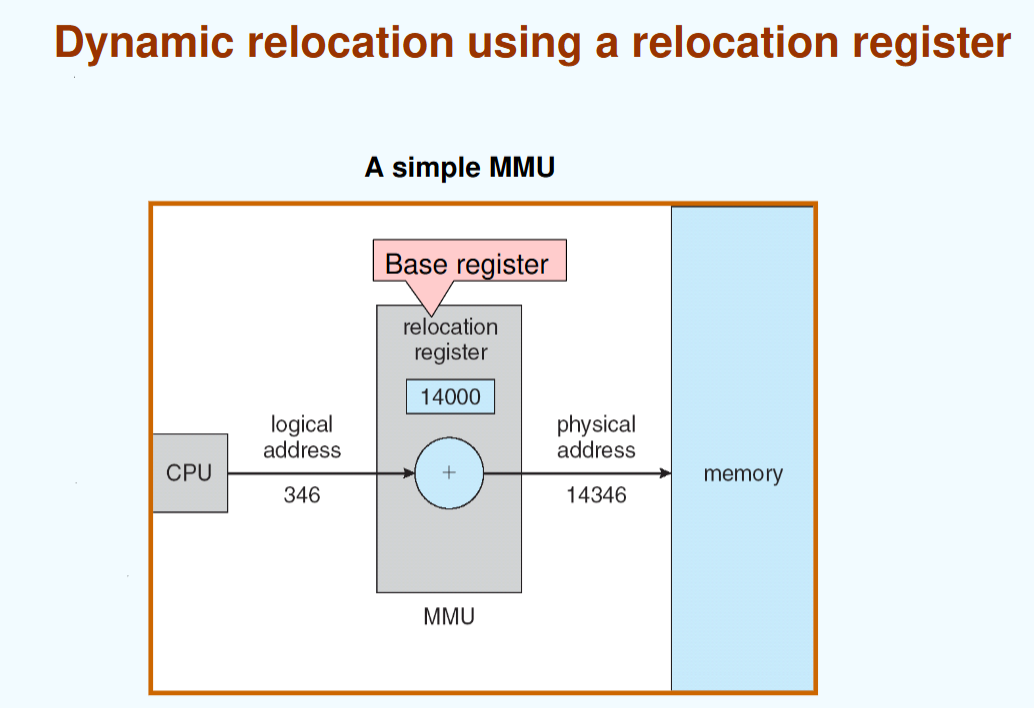 Dynamic relocation using a relocation register
A simple MMU
Base register
relocation
register
14000
logical
address
346
CPU
+
physical
address
14346
memory
MMU